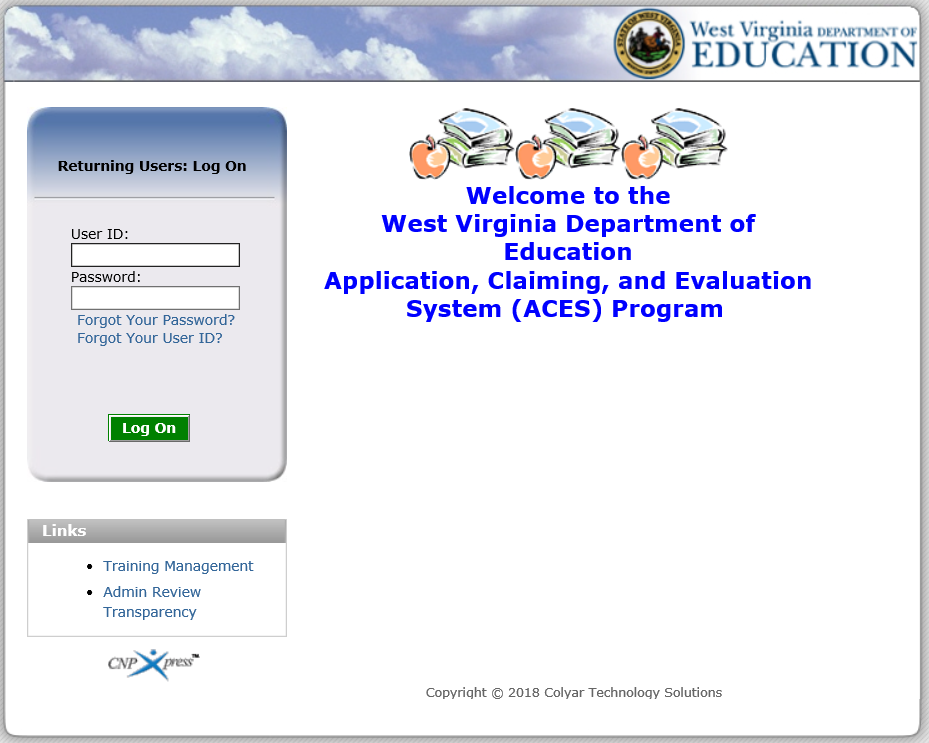 West Virginia DEPARTMENT OF
EDUCATION
Returning Users: Log On
User ID:
Password:
Forgot Your Password?
Forgot Your User ID?
Log On
Welcome to the
West Virginia Department of
Education
Application, Claiming, and Evaluation
System (ACES) Program
Links
Training Management
Admin Review
Transparency
CNP Xpress™
Copyright © 2018 Colyar Technology Solutions